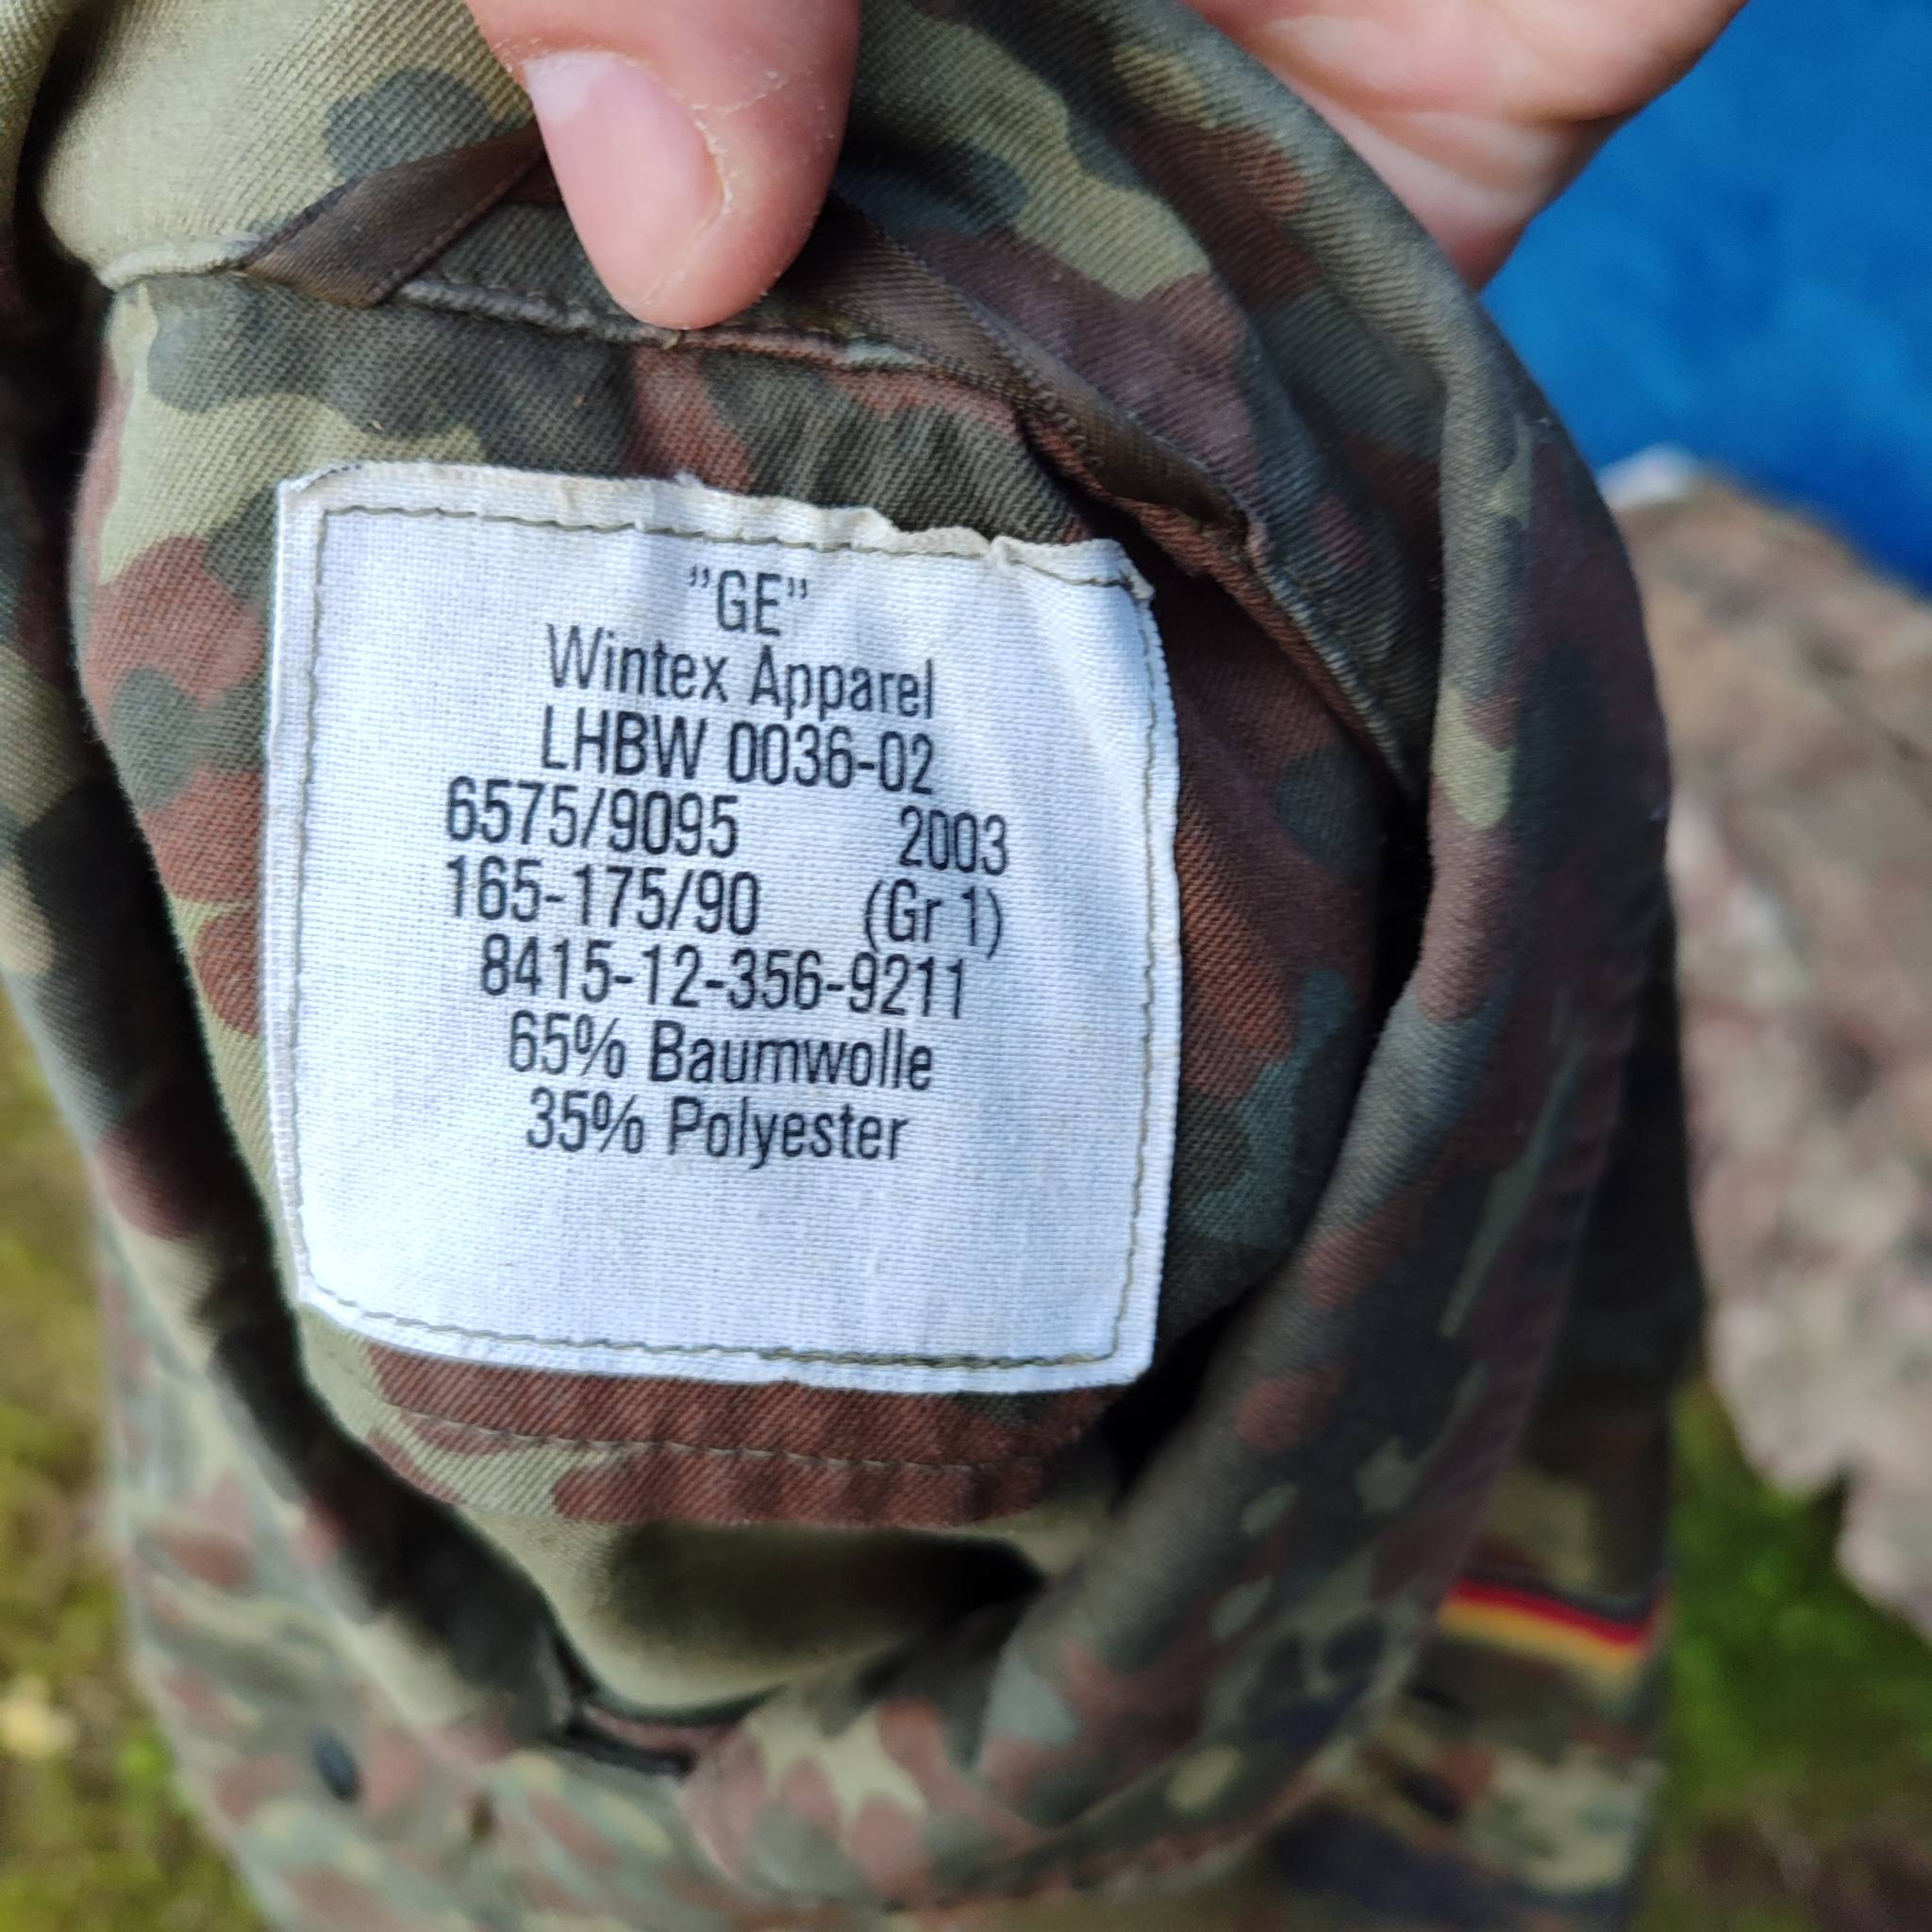 "GE"
Wintex Apparel
LHBW 0036-02
6575/9095 2003
165-175/90 (Gr 1)
8415-12-356-9211
65% Baumwolle
35% Polyester